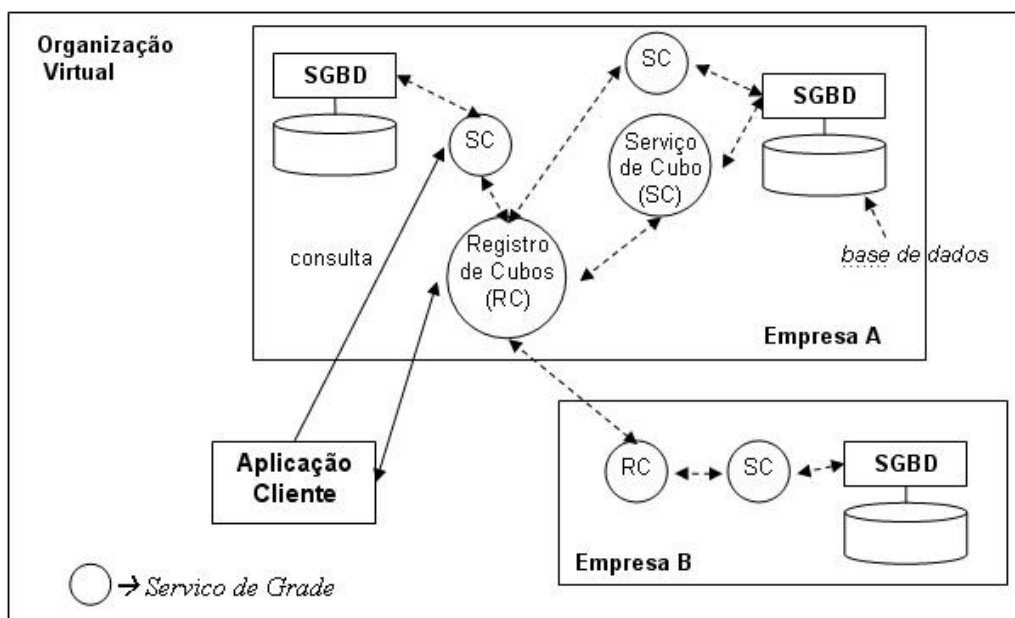 Organização
Virtual
SGBD
SC
SC
SGBD
Serviço
de Cubo
(SC)
consulta
Registro
de Cubos
(RC)
base de dados
Empresa A
Aplicação
Cliente
RC
SC
SGBD
Empresa B
Servico de Grade